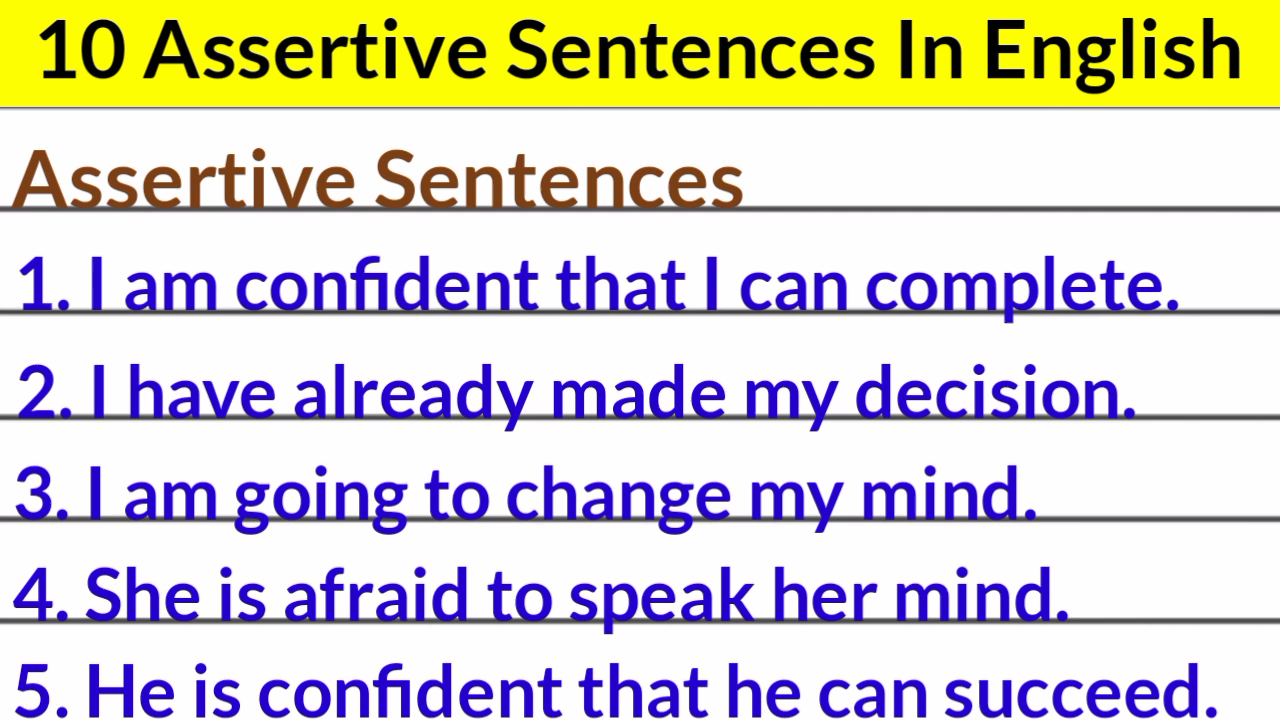 10 Assertive Sentences In English
Assertive Sentences
1. I am confident that I can complete.
2. I have already made my decision.
3. I am going to change my mind.
4. She is afraid to speak her mind.
5. He is confident that he can succeed.